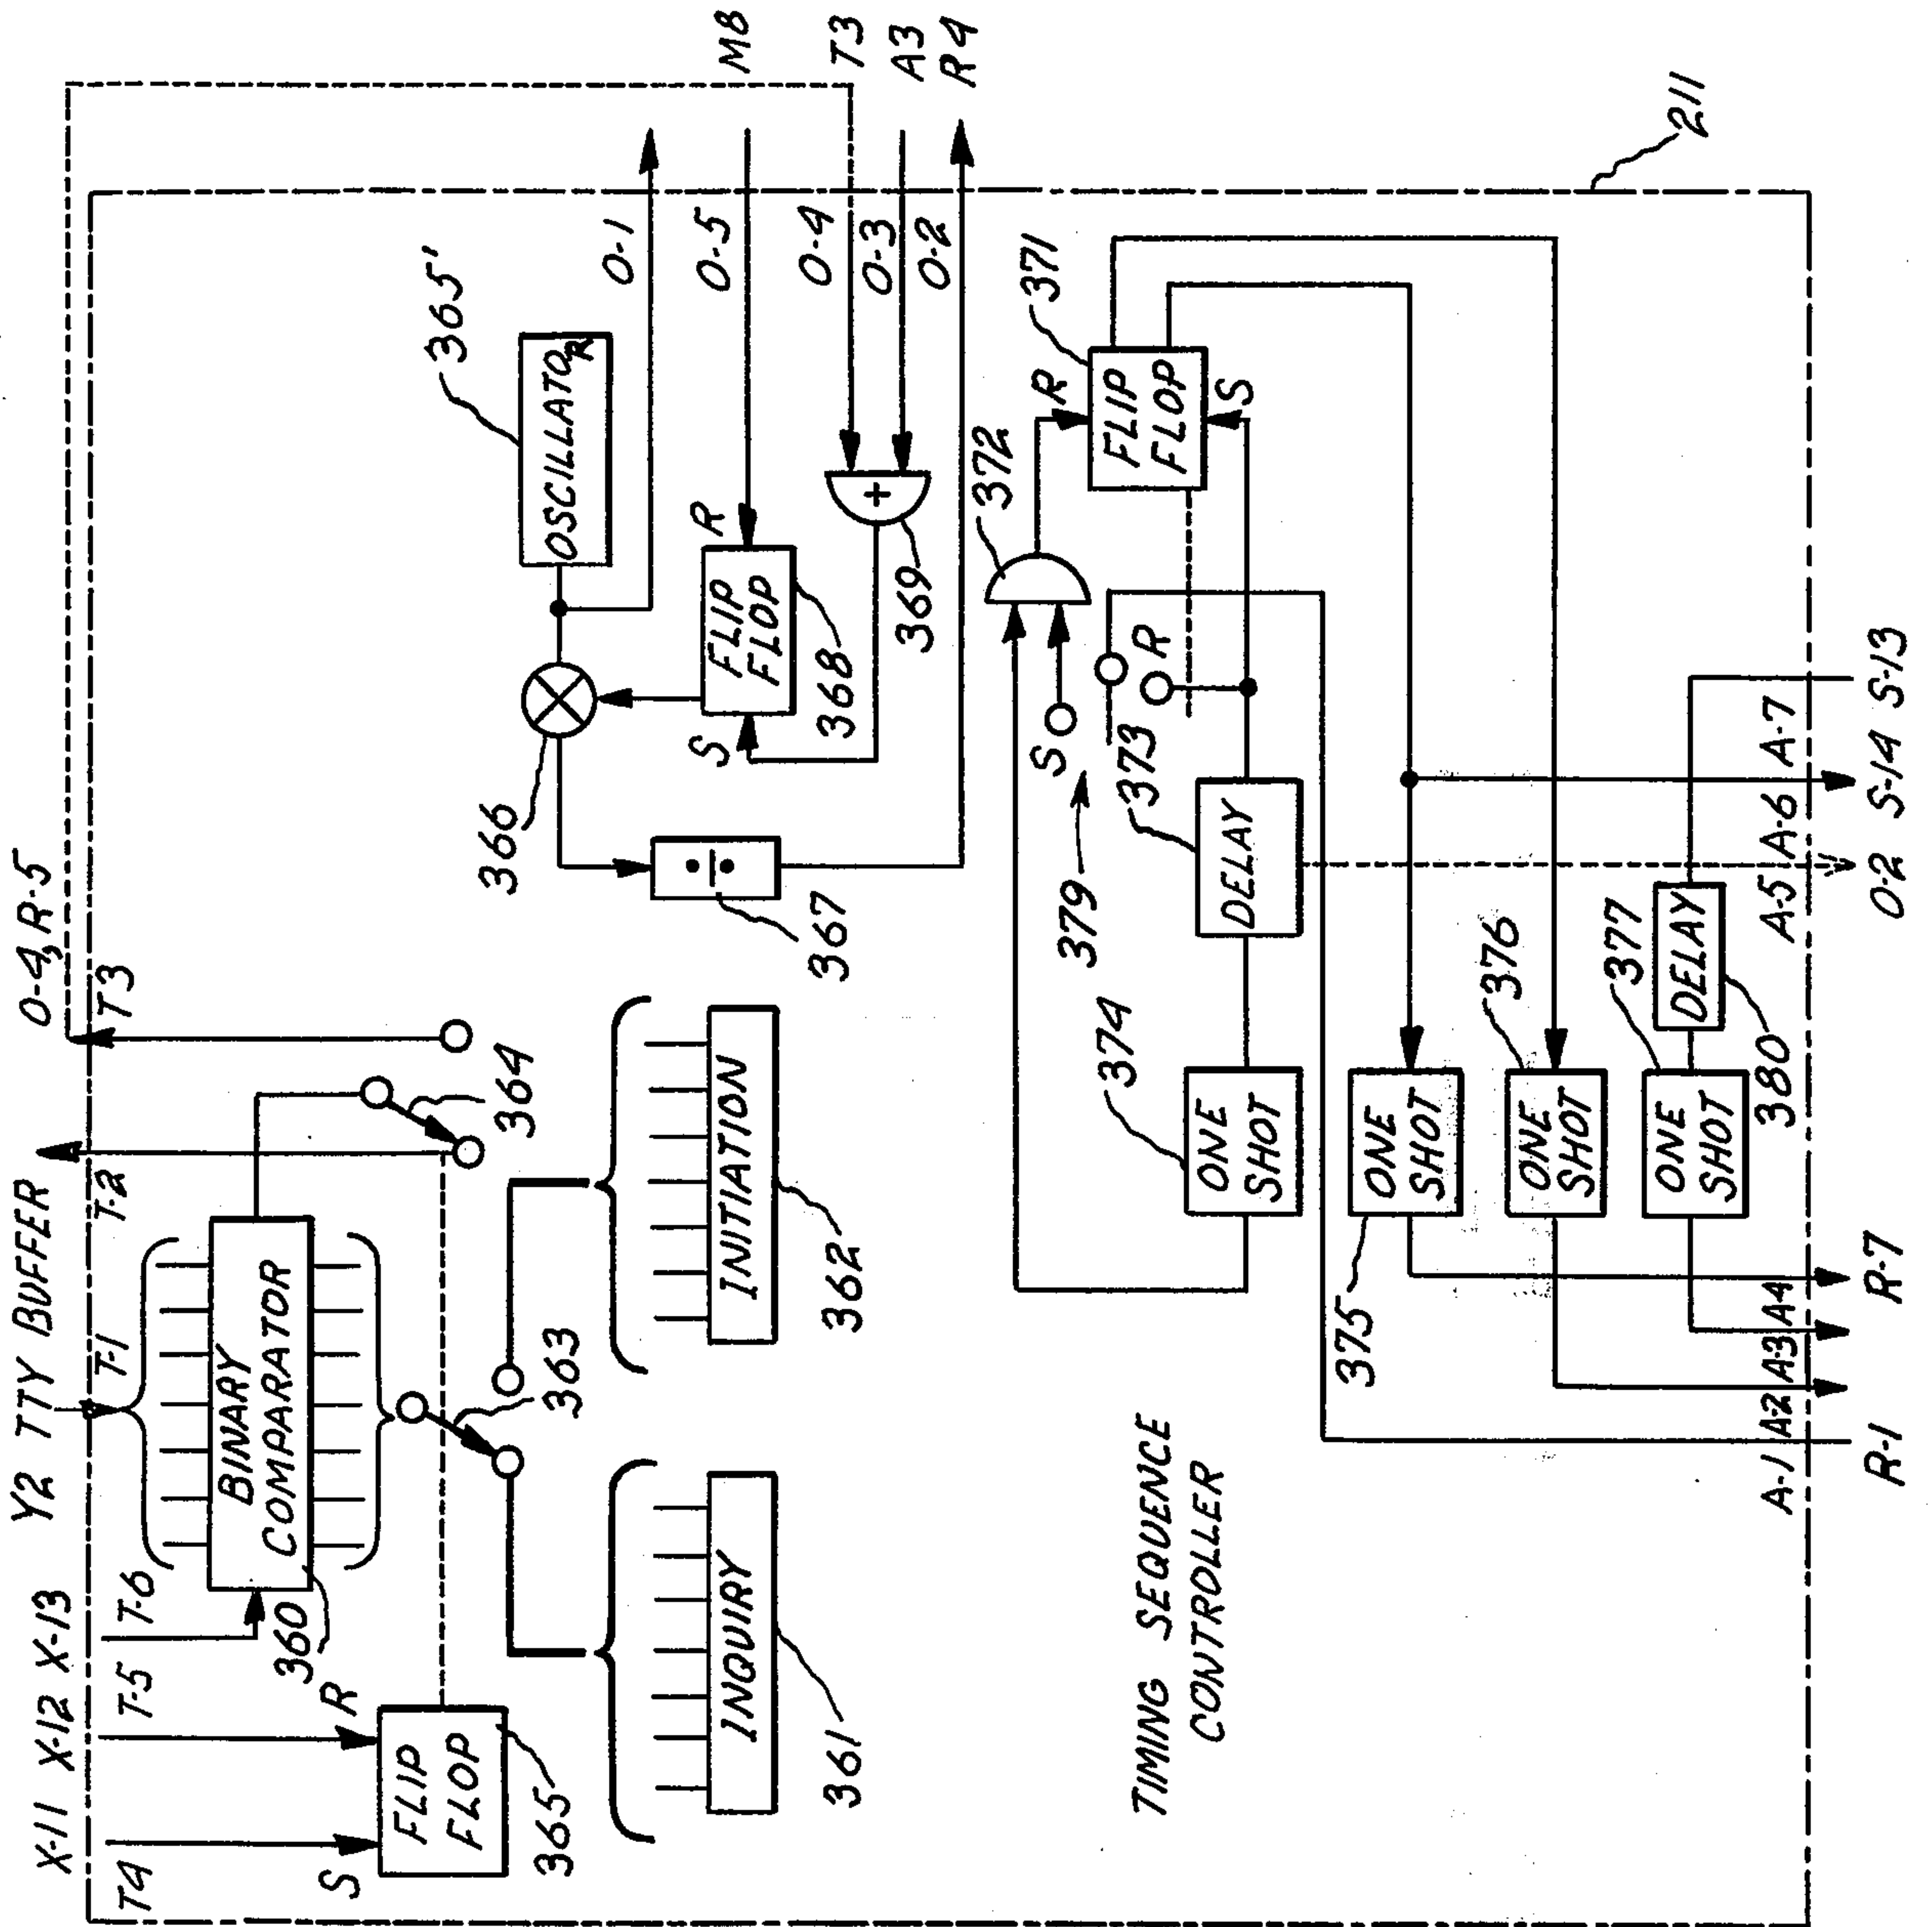 X-11 X-12 X-13 Y2 TTY BUFFER O-4, R-5
T4 T-5 T-6 T-1 T-2 T3
S R
FLIP FLOP
365
360
BINARY COMPARATOR
364
363
INQUIRY
361
INITIATION
362
366
365'
OSCILLATOR
O-1
367
÷
S R
FLIP FLOP
368
369
+
O-5 M8
O-4 T3
O-3 A3
O-2 R4
TIMING SEQUENCE
CONTROLLER
374
ONE SHOT
379
S
372
373
R
DELAY
R
371
FLIP FLOP
S
375
ONE SHOT
376
ONE SHOT
377
ONE SHOT
DELAY
380
211
A-1 A-2 A-3 A4 A-5 A-6 A-7
R-1 R-7 O-2 S-14 S-13